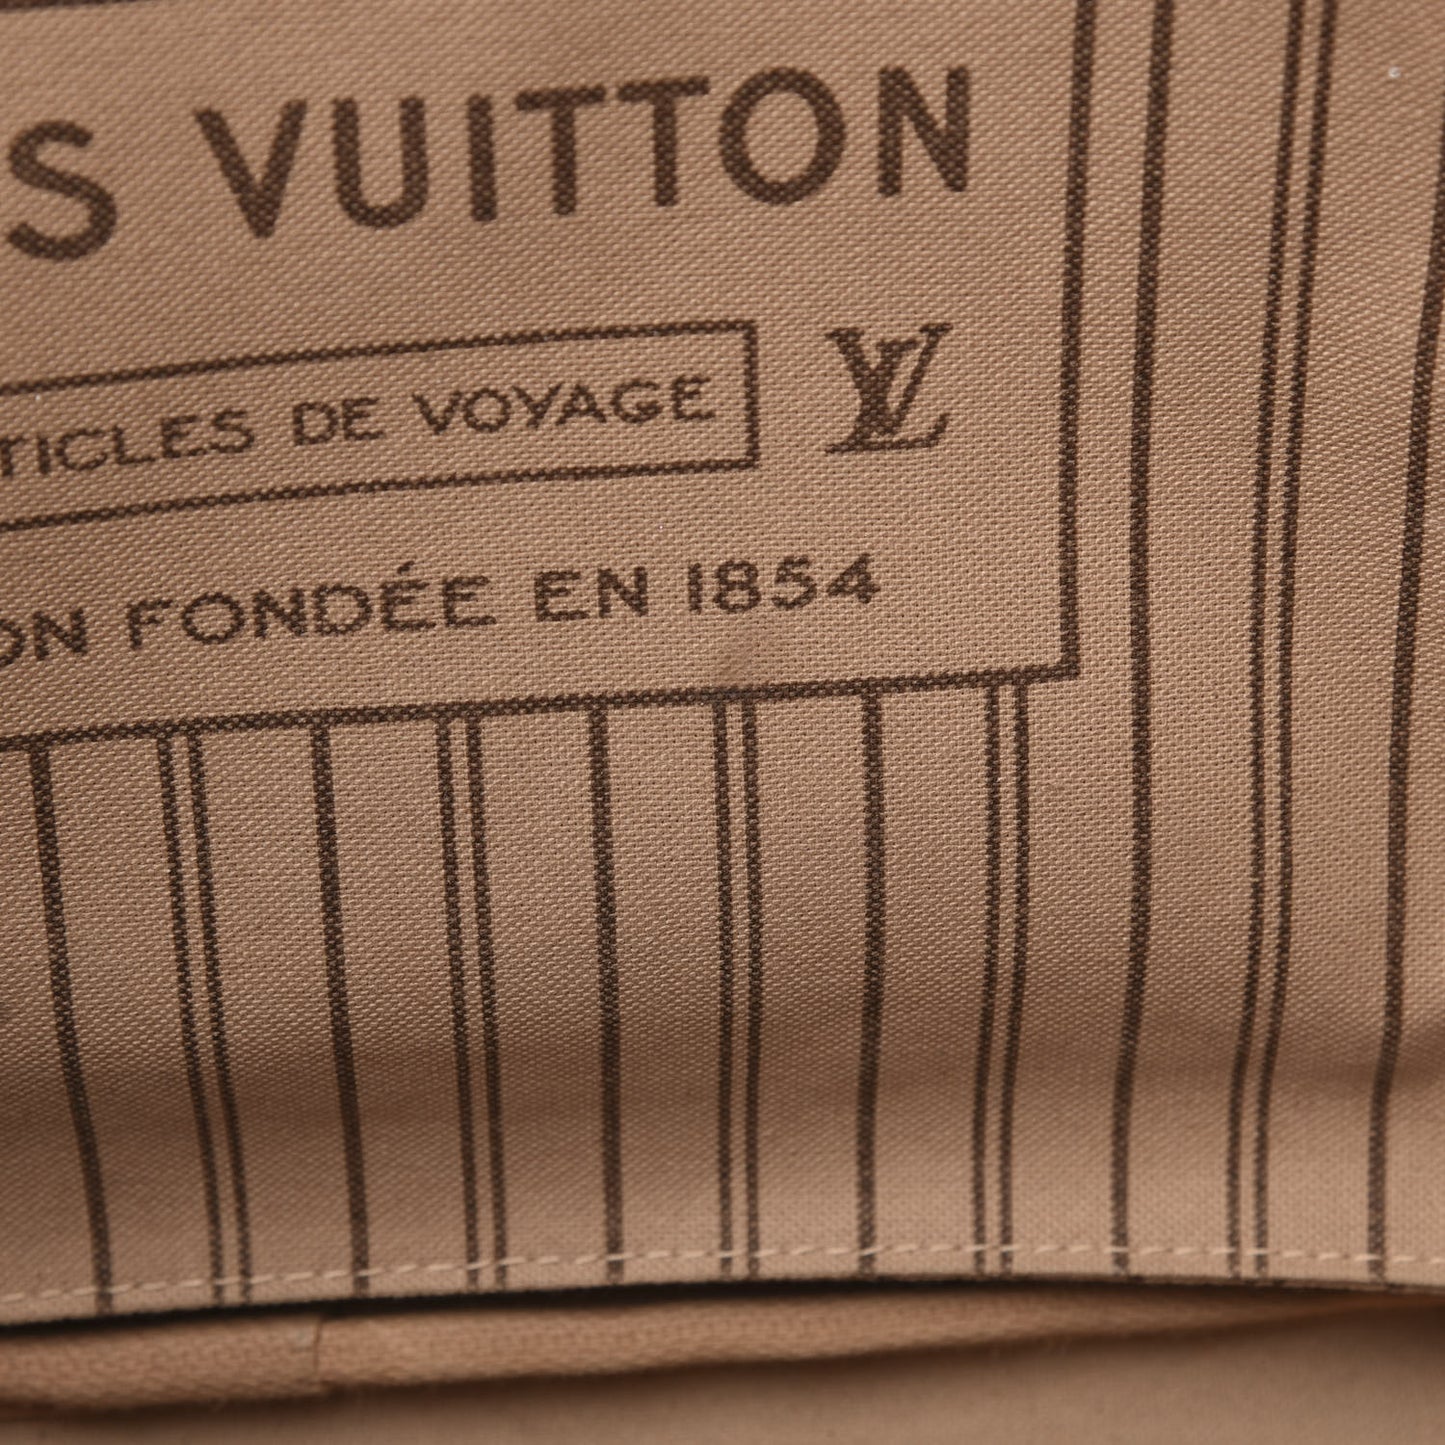 S VUITTON
TICLES DE VOYAGE LV
ON FONDÉE EN 1854